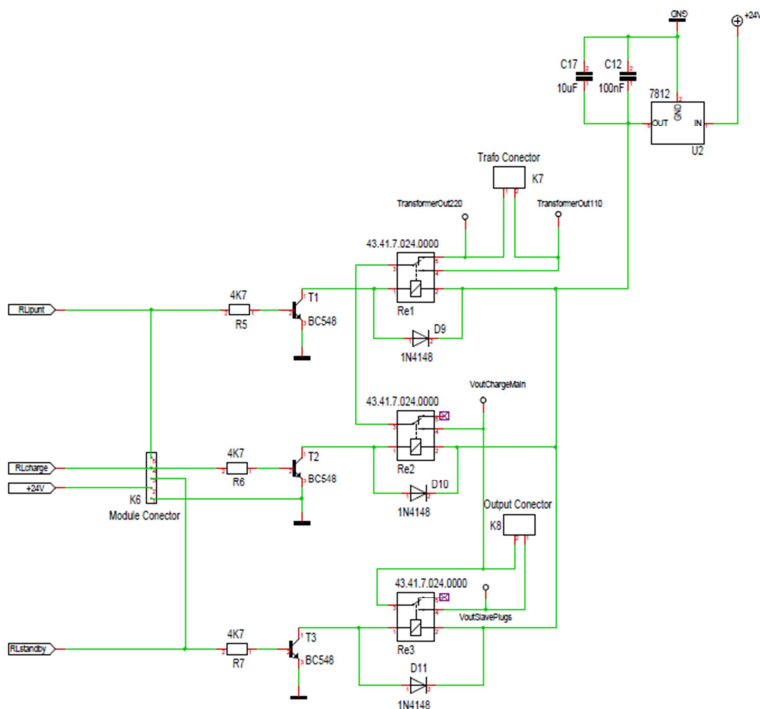 GND
+24V
C17
10uF
C12
100nF
7812
OUT
GND
IN
U2
Trafo Conector
K7
TransformerOut220
TransformerOut110
43.41.7.024.0000
Re1
D9
1N4148
RLipunt
4K7
R5
T1
BC548
VoutChargeMain
43.41.7.024.0000
Re2
D10
1N4148
RLcharge
+24V
K6
Module Conector
4K7
R6
T2
BC548
Output Conector
K8
43.41.7.024.0000
VoutSlavePlugs
Re3
D11
1N4148
RLstandby
4K7
R7
T3
BC548